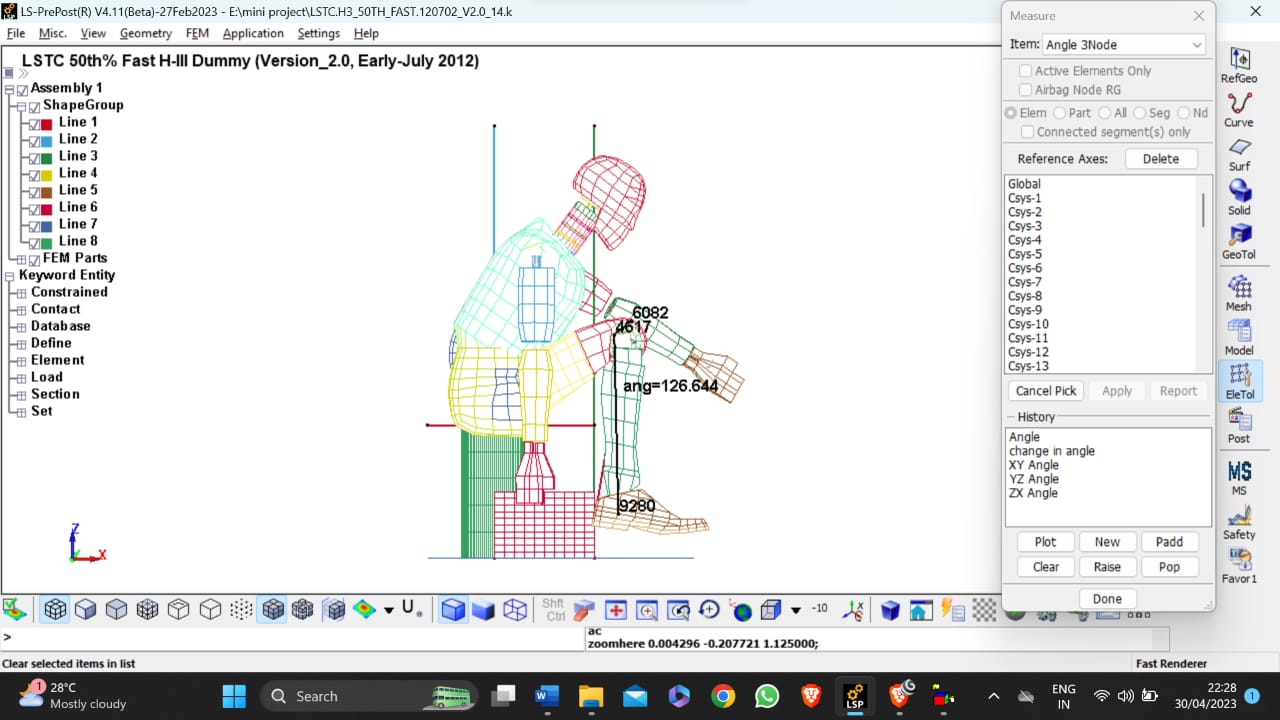 LS-PrePost(R) V4.11(Beta)-27Feb2023 - E:\mini project\LSTC.H3_50TH_FAST.120702_V2.0_14.k
File Misc. View Geometry FEM Application Settings Help
LSTC 50th% Fast H-III Dummy (Version_2.0, Early-July 2012)
Assembly 1
ShapeGroup
Line 1
Line 2
Line 3
Line 4
Line 5
Line 6
Line 7
Line 8
FEM Parts
Keyword Entity
Constrained
Contact
Database
Define
Element
Load
Section
Set
6082
4617
ang=126.644
9280
Z
X
Measure
Item: Angle 3Node
Active Elements Only
Airbag Node RG
Elem Part All Seg Nd
Connected segment(s) only
Reference Axes: Delete
Global
Csys-1
Csys-2
Csys-3
Csys-4
Csys-5
Csys-6
Csys-7
Csys-8
Csys-9
Csys-10
Csys-11
Csys-12
Csys-13
Cancel Pick Apply Report
History
Angle
change in angle
XY Angle
YZ Angle
ZX Angle
Plot New Padd
Clear Raise Pop
Done
RefGeo
Curve
Surf
Solid
GeoTol
Mesh
Model
EleTol
Post
MS
MS
Safety
Favor1
Shft
Ctrl
-10
>
ac
zoomhere 0.004296 -0.207721 1.125000;
Clear selected items in list
Fast Renderer
1
28°C
Mostly cloudy
Search
LSP
ENG
IN
22:28
30/04/2023
1